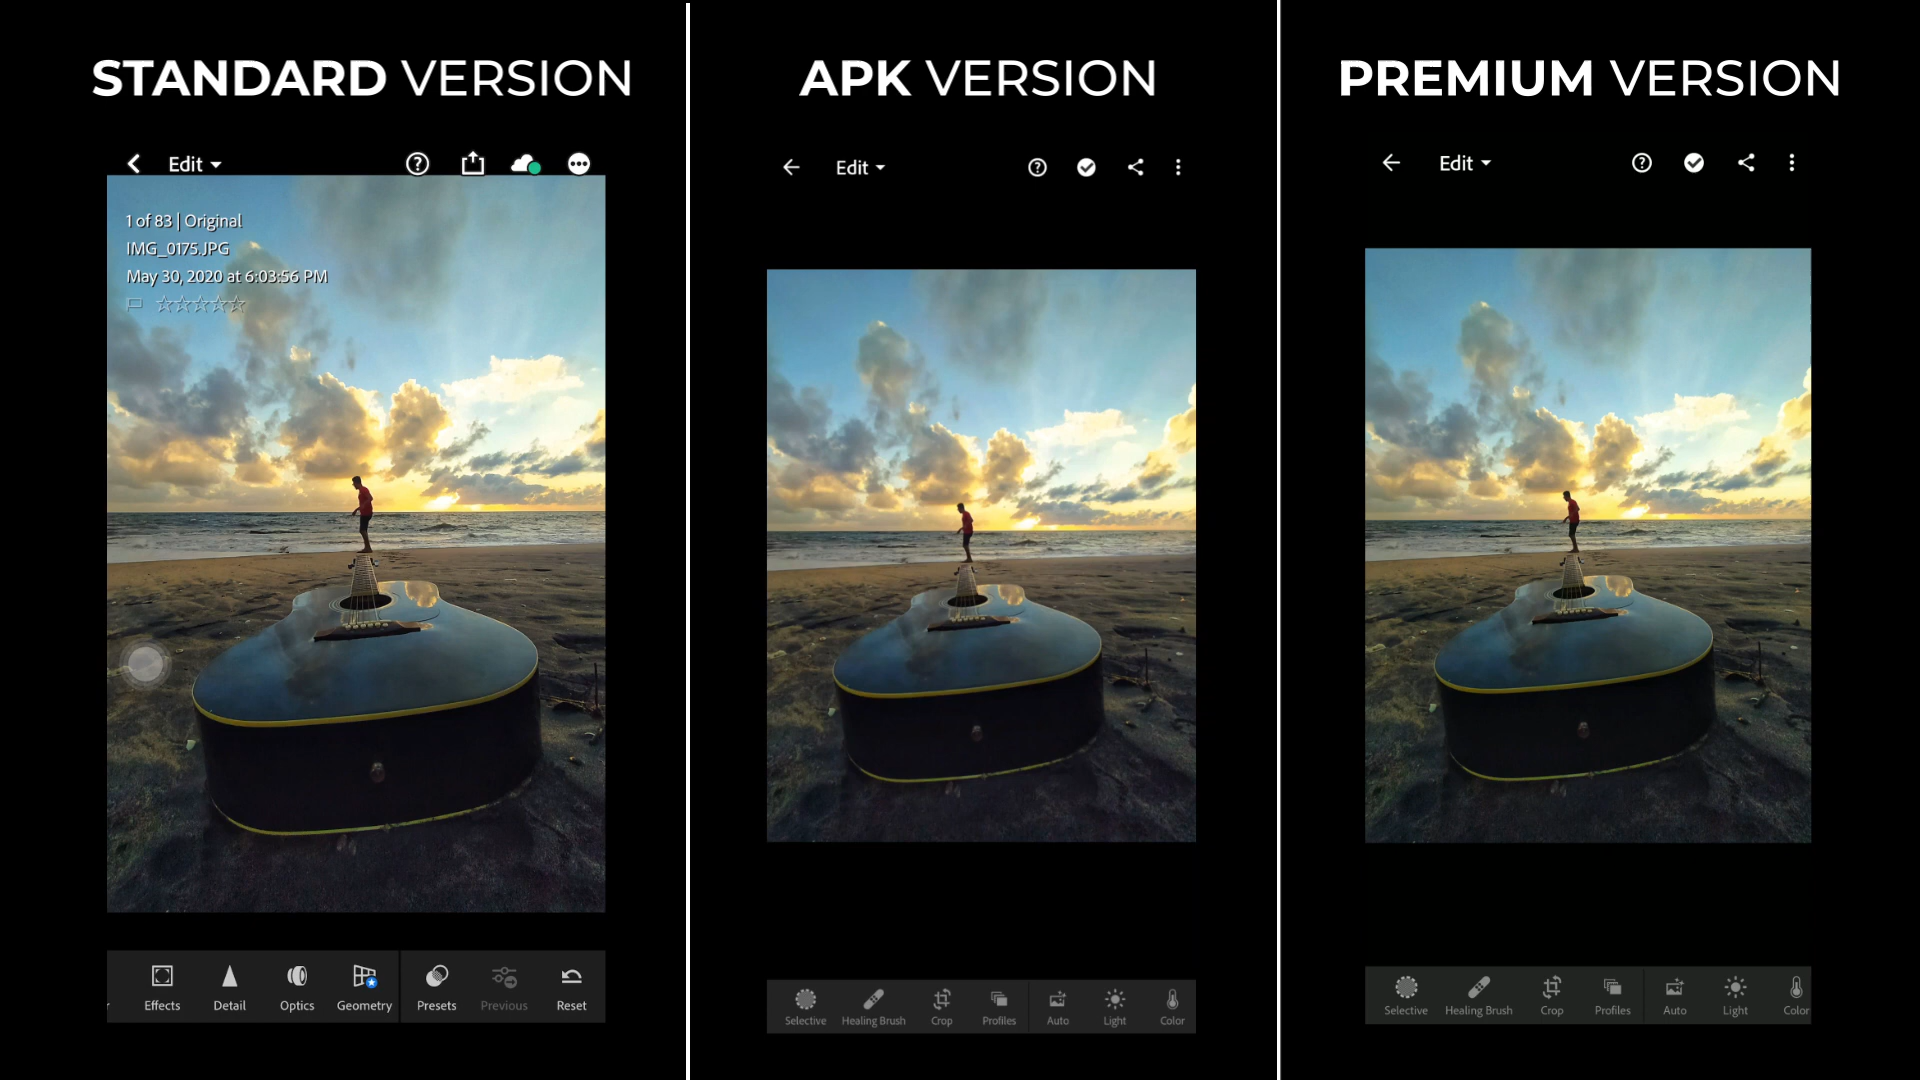 STANDARD VERSION
Edit
1 of 83 | Original
IMG_0175.JPG
May 30, 2020 at 6:03:56 PM
Effects
Detail
Optics
Geometry
Presets
Previous
Reset
APK VERSION
Edit
Selective
Healing Brush
Crop
Profiles
Auto
Light
Color
PREMIUM VERSION
Edit
Selective
Healing Brush
Crop
Profiles
Auto
Light
Color